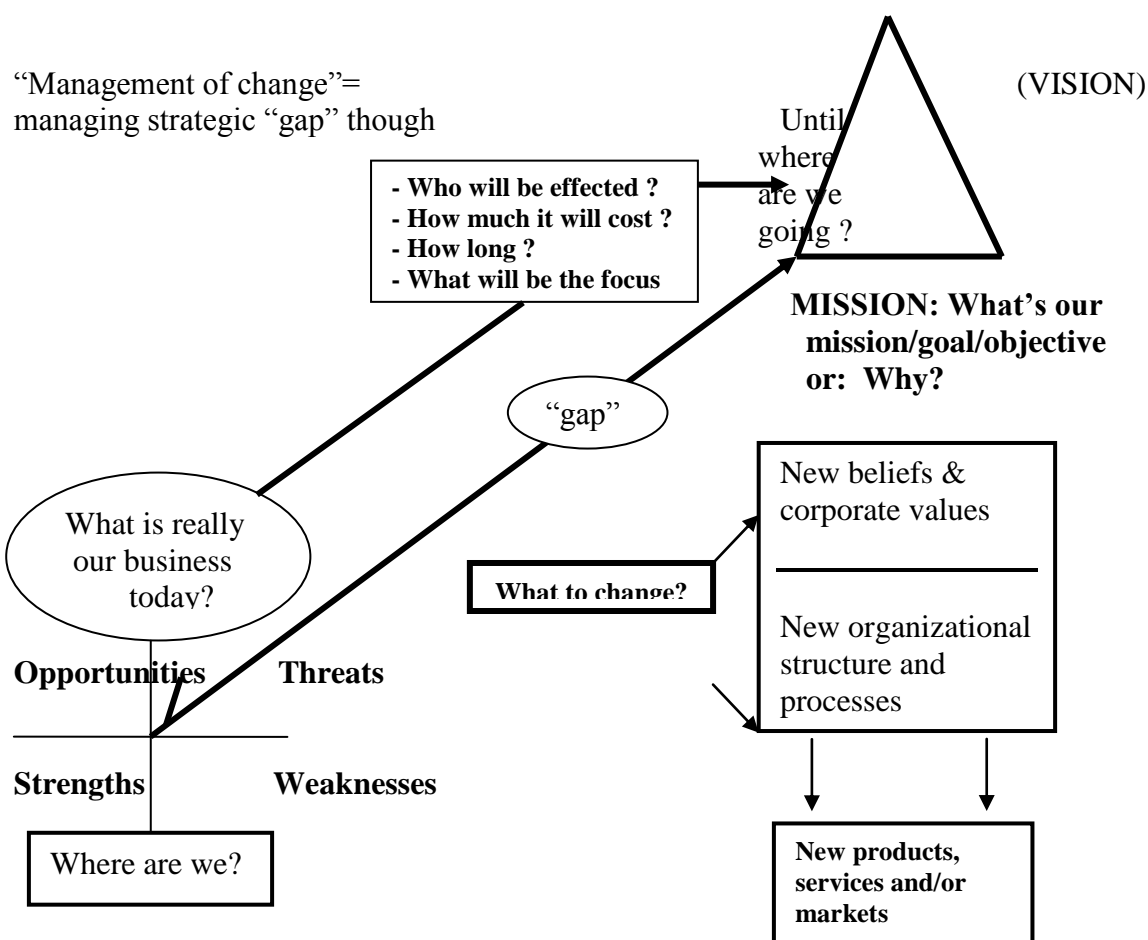 “Management of change”=
managing strategic “gap” though
(VISION)
Until
where
are we
going ?
- Who will be effected ?
- How much it will cost ?
- How long ?
- What will be the focus
MISSION: What’s our
mission/goal/objective
or:  Why?
“gap”
What is really
our business
today?
New beliefs &
corporate values
What to change?
New organizational
structure and
processes
Opportunities
Threats
Strengths
Weaknesses
Where are we?
New products,
services and/or
markets